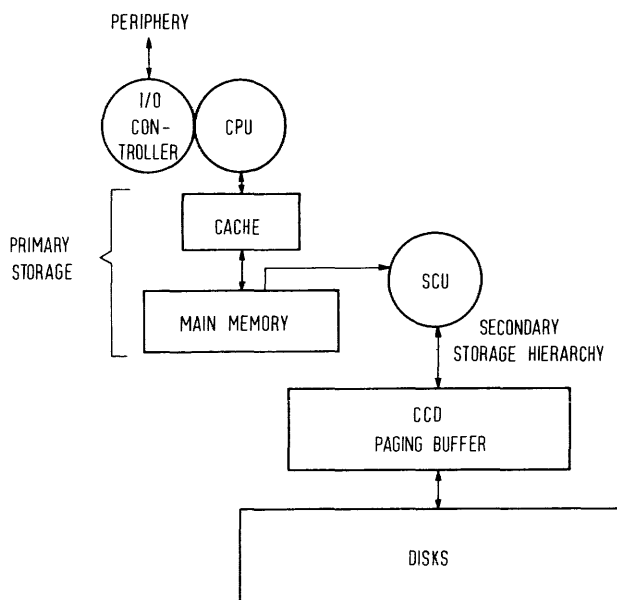 PERIPHERY
I/O
CON-
TROLLER
CPU
CACHE
PRIMARY
STORAGE
MAIN MEMORY
SCU
SECONDARY
STORAGE HIERARCHY
CCD
PAGING BUFFER
DISKS